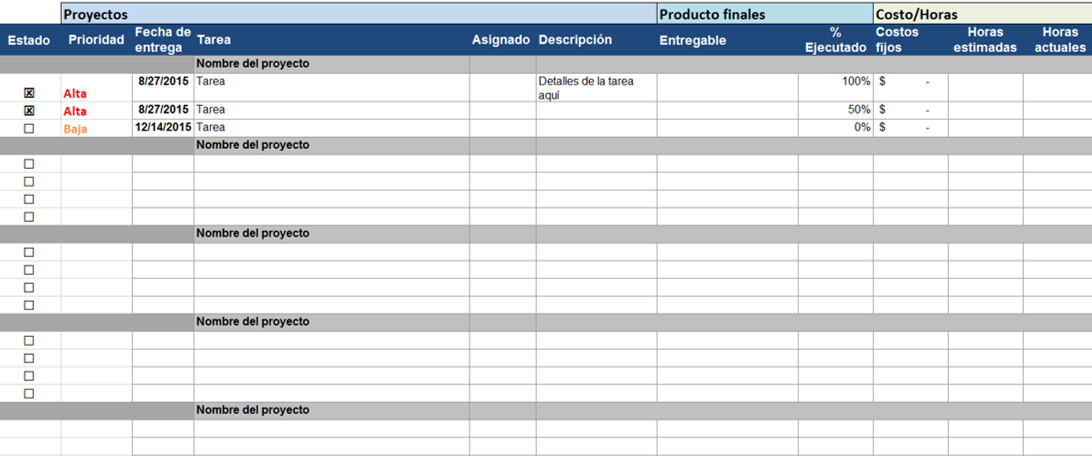 Proyectos Producto finales Costo/Horas
Estado Prioridad Fecha de entrega Tarea Asignado Descripción Entregable % Ejecutado Costos fijos Horas estimadas Horas actuales
Nombre del proyecto
☒ Alta 8/27/2015 Tarea Detalles de la tarea aquí 100% $ -
☒ Alta 8/27/2015 Tarea 50% $ -
☐ Baja 12/14/2015 Tarea 0% $ -
Nombre del proyecto
☐
☐
☐
☐
Nombre del proyecto
☐
☐
☐
☐
Nombre del proyecto
☐
☐
☐
☐
Nombre del proyecto